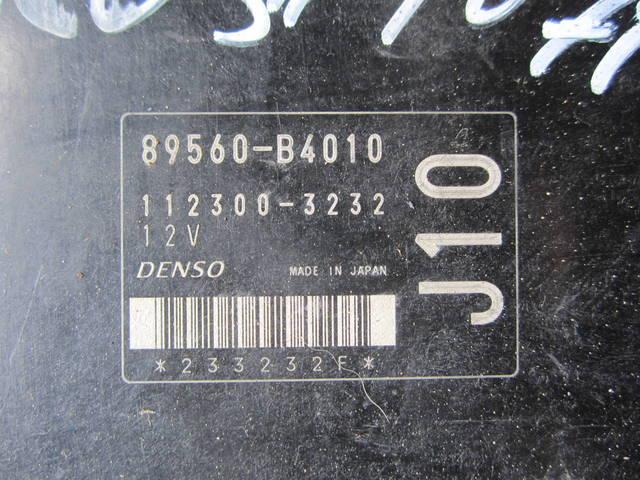 89560-B4010
112300-3232
12V
DENSO MADE IN JAPAN
*233232F*
J10